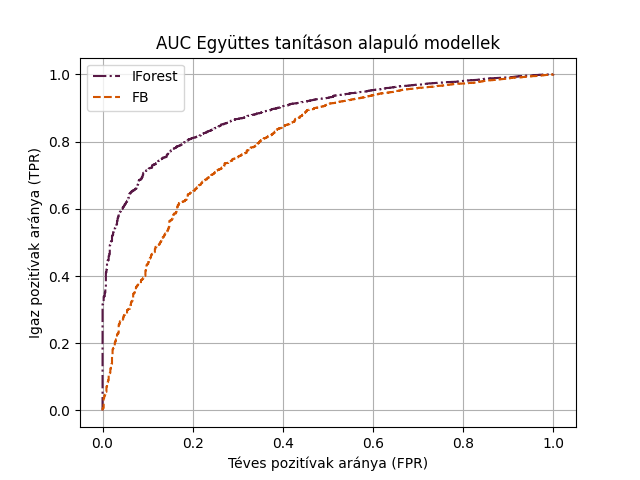 AUC Együttes tanításon alapuló modellek
IForest
FB
Igaz pozitívak aránya (TPR)
1.0
0.8
0.6
0.4
0.2
0.0
0.0 0.2 0.4 0.6 0.8 1.0
Téves pozitívak aránya (FPR)